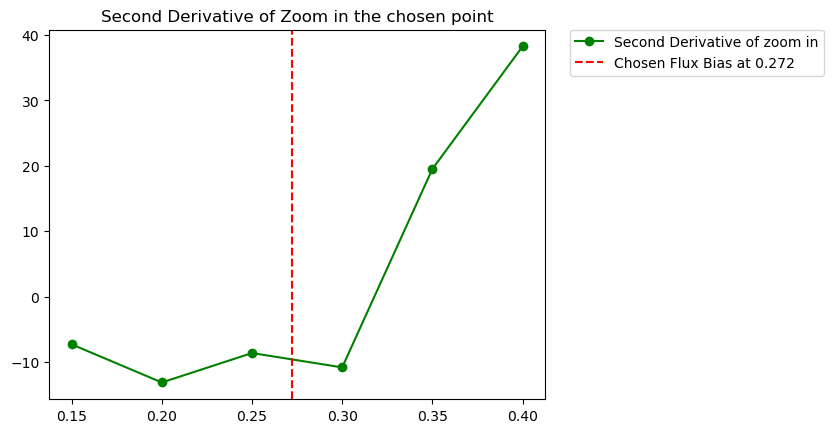 Second Derivative of Zoom in the chosen point
Second Derivative of zoom in
Chosen Flux Bias at 0.272
40
30
20
10
0
−10
0.15 0.20 0.25 0.30 0.35 0.40